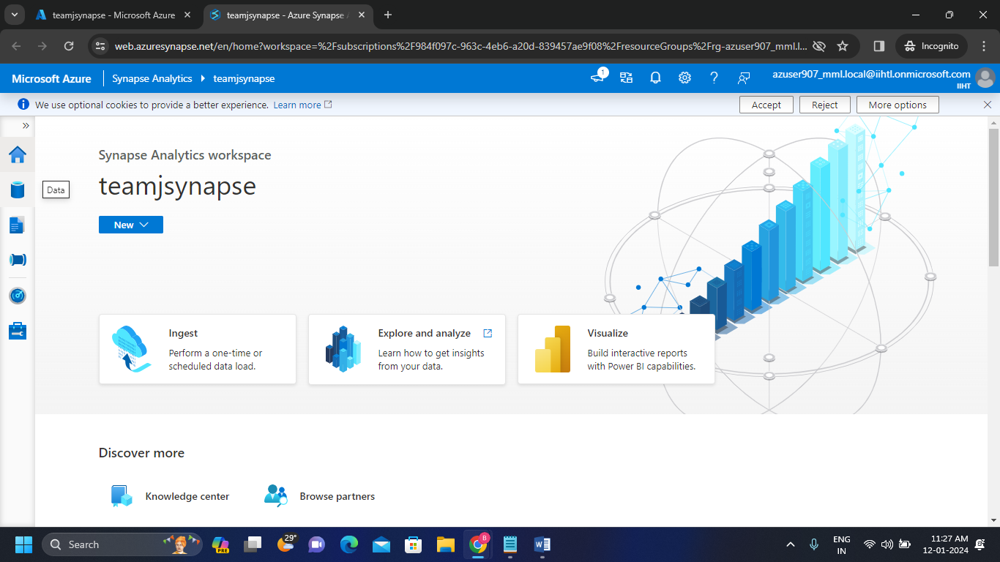 teamjsynapse - Microsoft Azure
teamjsynapse - Azure Synapse A
web.azuresynapse.net/en/home?workspace=%2Fsubscriptions%2F984f097c-963c-4eb6-a20d-839457ae9f08%2FresourceGroups%2Frg-azuser907_mml.l...
Incognito
Microsoft Azure
Synapse Analytics
teamjsynapse
1
azuser907_mml.local@iihtl.onmicrosoft.com
IIHT
We use optional cookies to provide a better experience. Learn more
Accept
Reject
More options
Data
Synapse Analytics workspace
teamjsynapse
New
Ingest
Perform a one-time or
scheduled data load.
Explore and analyze
Learn how to get insights
from your data.
Visualize
Build interactive reports
with Power BI capabilities.
Discover more
Knowledge center
Browse partners
Search
PRE
29°
8
ENG
IN
11:27 AM
12-01-2024